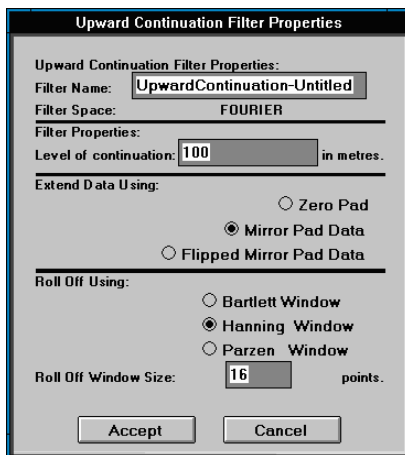 Upward Continuation Filter Properties
Upward Continuation Filter Properties:
Filter Name: UpwardContinuation-Untitled
Filter Space: FOURIER
Filter Properties:
Level of continuation: 100 in metres.
Extend Data Using:
Zero Pad
Mirror Pad Data
Flipped Mirror Pad Data
Roll Off Using:
Bartlett Window
Hanning Window
Parzen Window
Roll Off Window Size: 16 points.
Accept Cancel